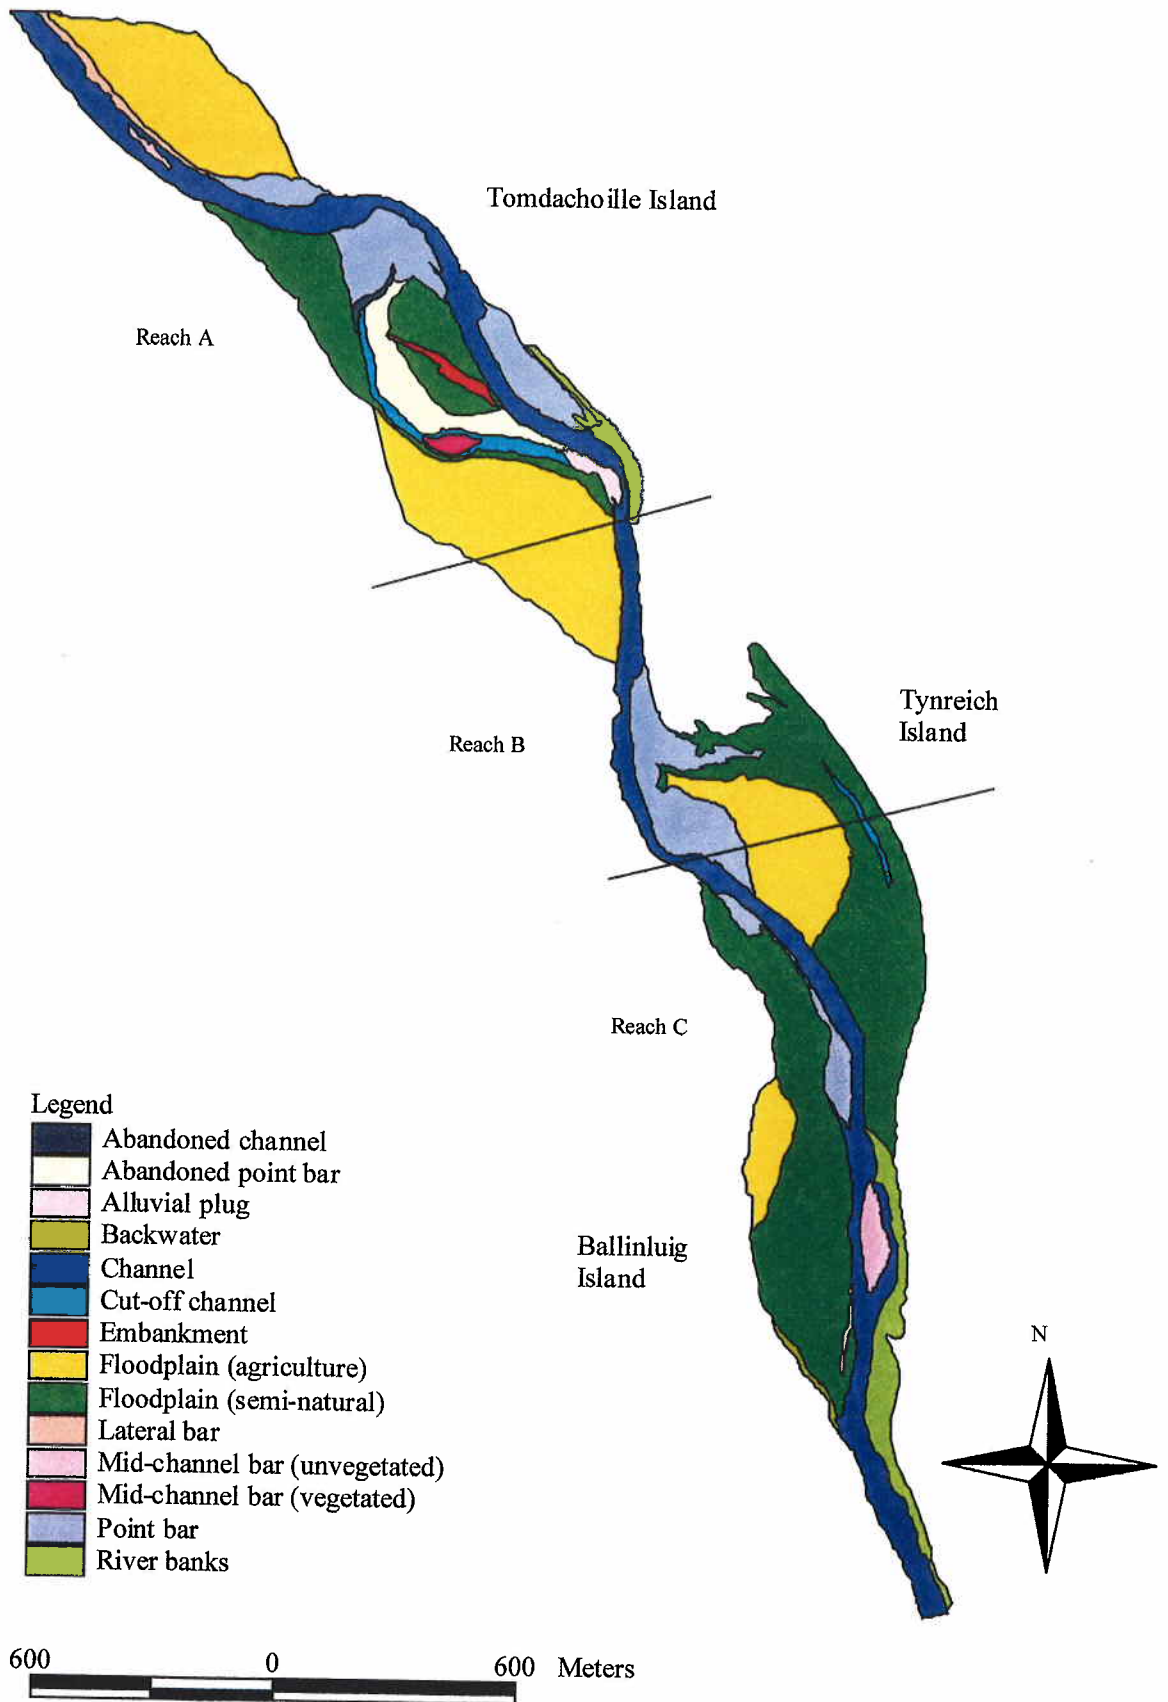 Tomdachoille Island
Reach A
Tynreich
Island
Reach B
Reach C
Legend
Abandoned channel
Abandoned point bar
Alluvial plug
Backwater
Channel
Cut-off channel
Embankment
Floodplain (agriculture)
Floodplain (semi-natural)
Lateral bar
Mid-channel bar (unvegetated)
Mid-channel bar (vegetated)
Point bar
River banks
Ballinluig
Island
N
600 0 600 Meters